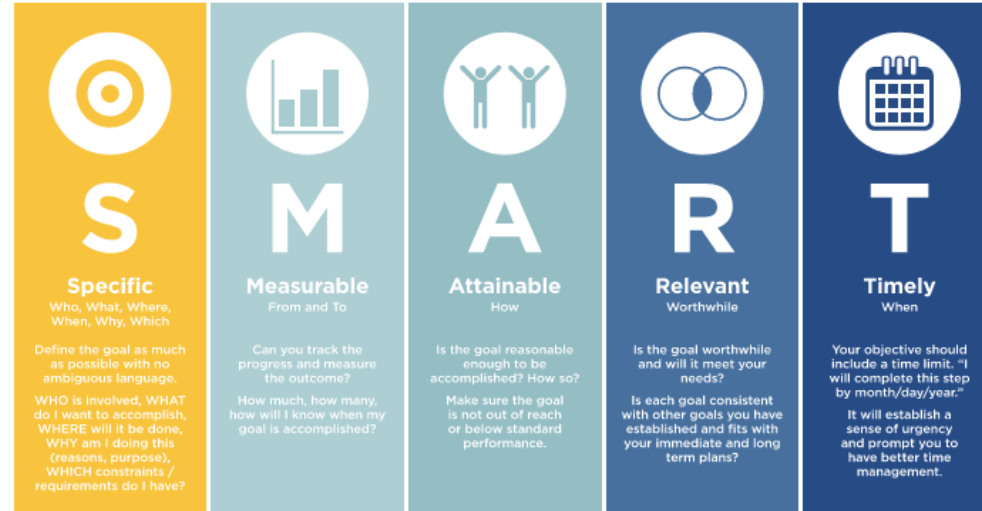 S
Specific
Who, What, Where,
When, Why, Which
Define the goal as much
as possible with no
ambiguous language.
WHO is involved, WHAT
do I want to accomplish,
WHERE will it be done,
WHY am I doing this
(reasons, purpose),
WHICH constraints /
requirements do I have?
M
Measurable
From and To
Can you track the
progress and measure
the outcome?
How much, how many,
how will I know when my
goal is accomplished?
A
Attainable
How
Is the goal reasonable
enough to be
accomplished? How so?
Make sure the goal
is not out of reach
or below standard
performance.
R
Relevant
Worthwhile
Is the goal worthwhile
and will it meet your
needs?
Is each goal consistent
with other goals you have
established and fits with
your immediate and long
term plans?
T
Timely
When
Your objective should
include a time limit. “I
will complete this step
by month/day/year.”
It will establish a
sense of urgency
and prompt you to
have better time
management.